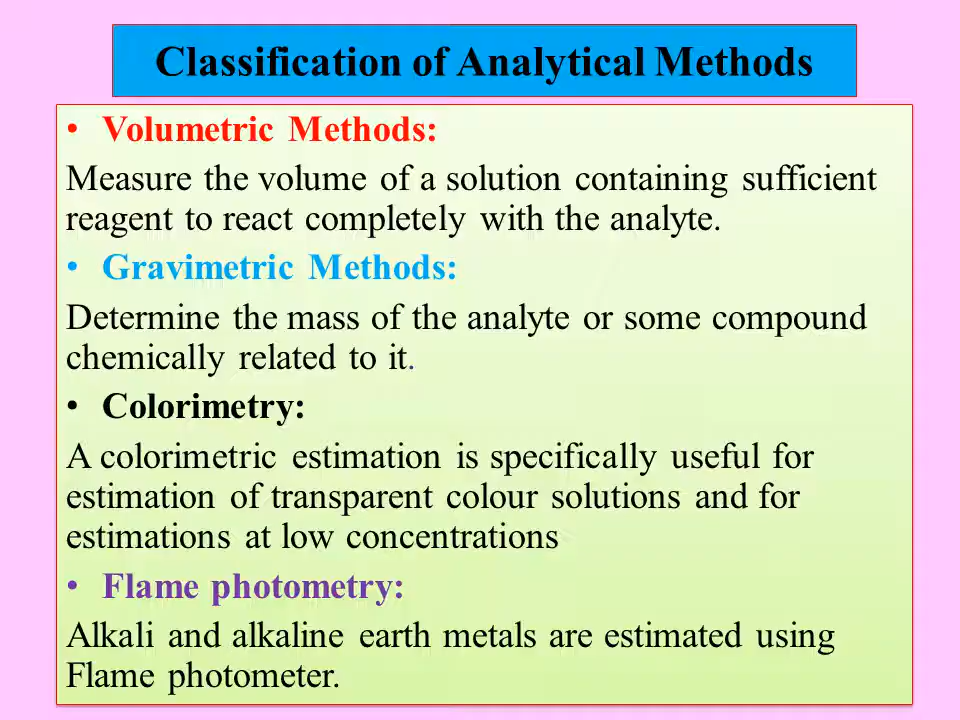 Classification of Analytical Methods
• Volumetric Methods:
Measure the volume of a solution containing sufficient
reagent to react completely with the analyte.
• Gravimetric Methods:
Determine the mass of the analyte or some compound
chemically related to it.
• Colorimetry:
A colorimetric estimation is specifically useful for
estimation of transparent colour solutions and for
estimations at low concentrations
• Flame photometry:
Alkali and alkaline earth metals are estimated using
Flame photometer.